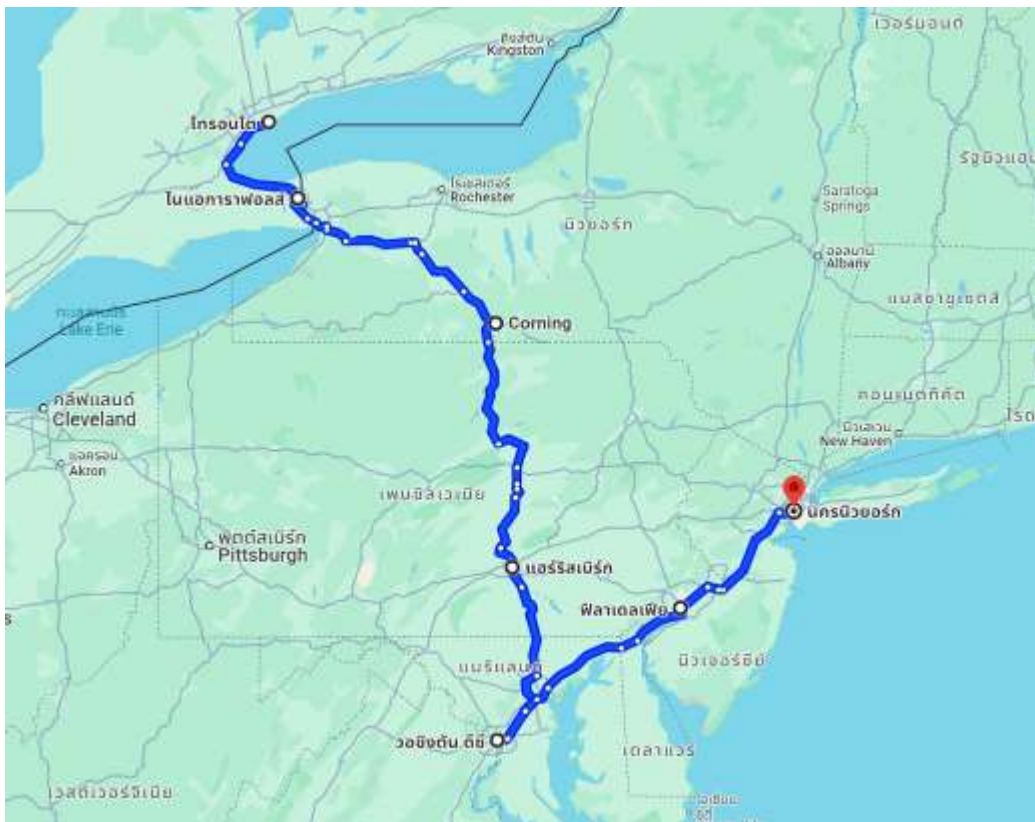 เวอร์มอนต์
คิงส์ตัน
Kingston
โทรอนโต
รัฐนิวแฮม
ไนแอการาฟอลส์
โรเชสเตอร์
Rochester
Saratoga
Springs
นิวยอร์ก
ออลบานี
Albany
แมสซาชูเซตส์
Lake Erie
Corning
คลีฟแลนด์
Cleveland
คอนเนตทิคัต
โรด
นิวเฮเวน
New Haven
แอครอน
Akron
เพนซิลเวเนีย
นครนิวยอร์ก
พิตต์สเบิร์ก
Pittsburgh
แฮร์ริสเบิร์ก
ฟิลาเดลเฟีย
s
แมริแลนด์
นิวเจอร์ซีย์
วอชิงตัน ดีซี
เดลาแวร์
เวสต์เวอร์จิเนีย